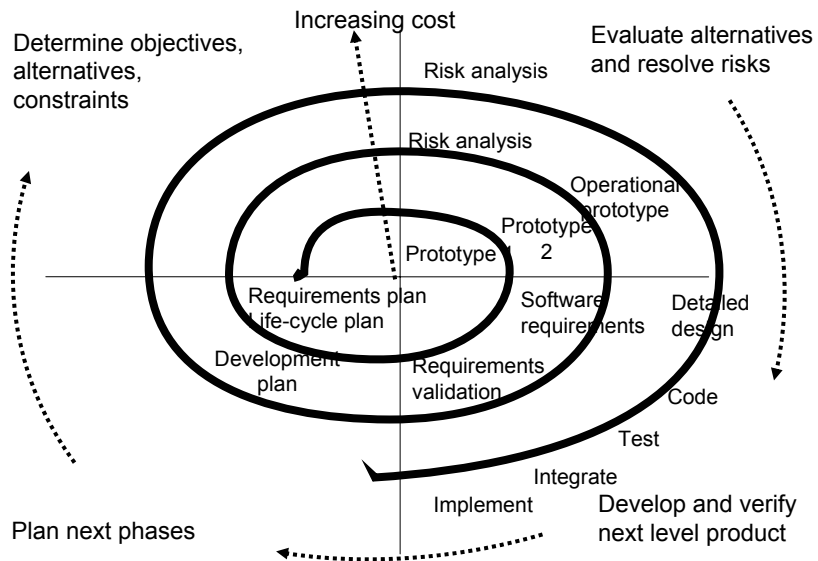 Increasing cost
Determine objectives,
alternatives,
constraints
Evaluate alternatives
and resolve risks
Risk analysis
Risk analysis
Operational
prototype
Prototype
2
Prototype 1
Requirements plan
Life-cycle plan
Software
requirements
Detailed
design
Development
plan
Requirements
validation
Code
Test
Integrate
Implement
Develop and verify
next level product
Plan next phases